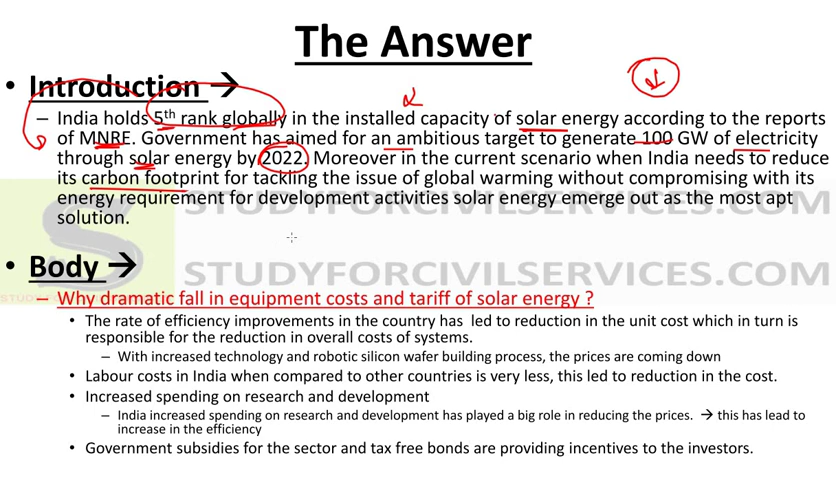 The Answer
• Introduction →
– India holds 5th rank globally in the installed capacity of solar energy according to the reports
of MNRE. Government has aimed for an ambitious target to generate 100 GW of electricity
through solar energy by 2022. Moreover in the current scenario when India needs to reduce
its carbon footprint for tackling the issue of global warming without compromising with its
energy requirement for development activities solar energy emerge out as the most apt
solution.
STUDYFORCIVILSERVICES.COM
• Body →
STUDYFORCIVILSERVICES.COM
– Why dramatic fall in equipment costs and tariff of solar energy ?
• The rate of efficiency improvements in the country has led to reduction in the unit cost which in turn is
responsible for the reduction in overall costs of systems.
– With increased technology and robotic silicon wafer building process, the prices are coming down
• Labour costs in India when compared to other countries is very less, this led to reduction in the cost.
• Increased spending on research and development
– India increased spending on research and development has played a big role in reducing the prices. → this has lead to
increase in the efficiency
• Government subsidies for the sector and tax free bonds are providing incentives to the investors.